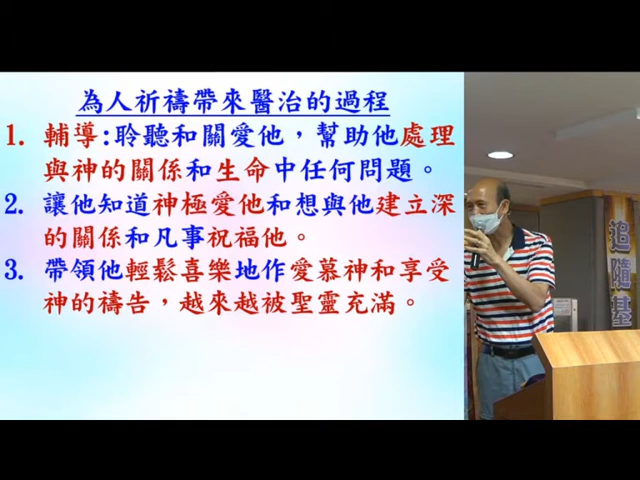 為人祈禱帶來醫治的過程
1. 輔導:聆聽和關愛他，幫助他處理
與神的關係和生命中任何問題。
2. 讓他知道神極愛他和想與他建立深
的關係和凡事祝福他。
3. 帶領他輕鬆喜樂地作愛慕神和享受
神的禱告，越來越被聖靈充滿。
追隨基